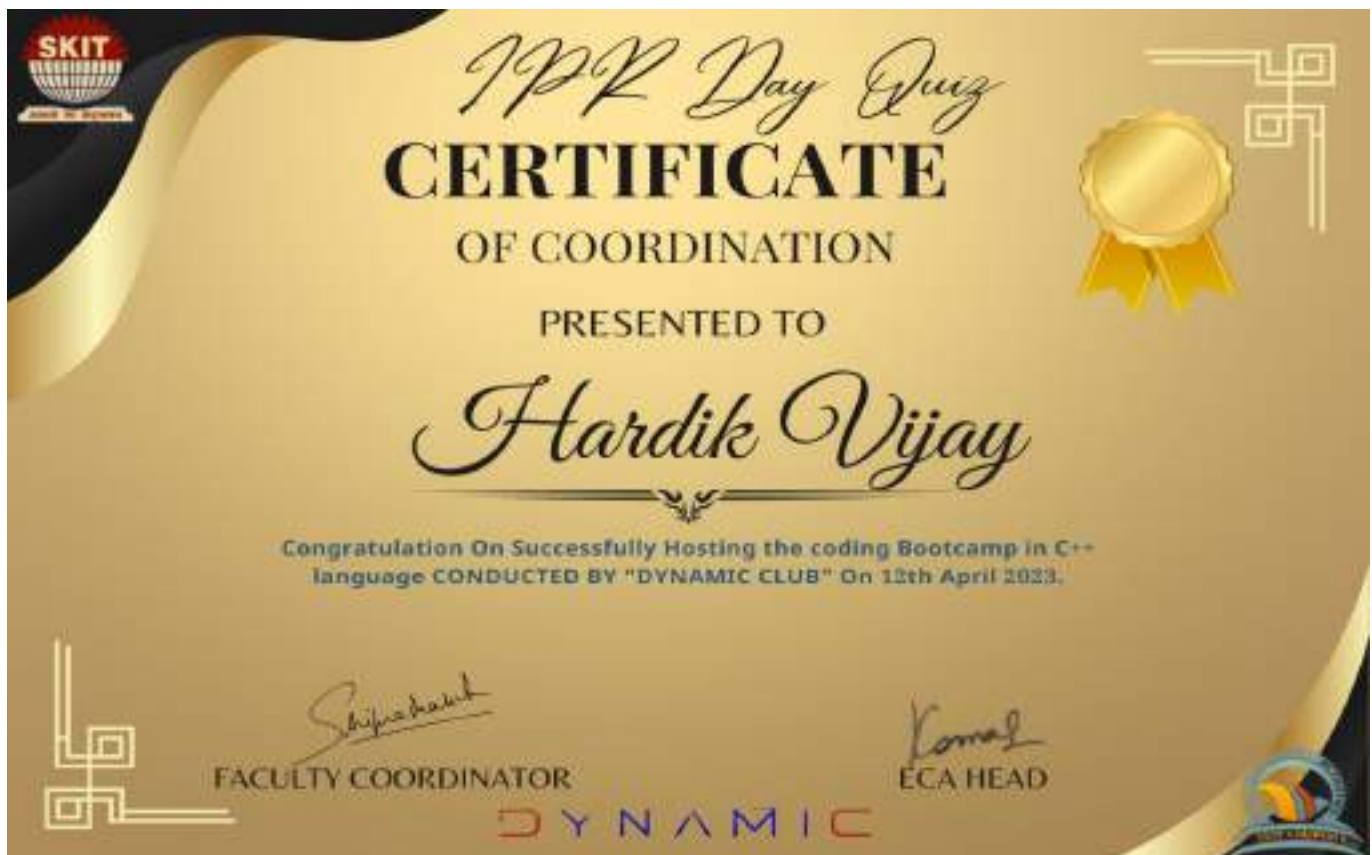 SKIT
IPR Day Quiz
CERTIFICATE
OF COORDINATION
PRESENTED TO
Hardik Vijay
Congratulation On Successfully Hosting the coding Bootcamp in C++
language CONDUCTED BY "DYNAMIC CLUB" On 12th April 2023.
Komal
FACULTY COORDINATOR
ECA HEAD
DYNAMIC